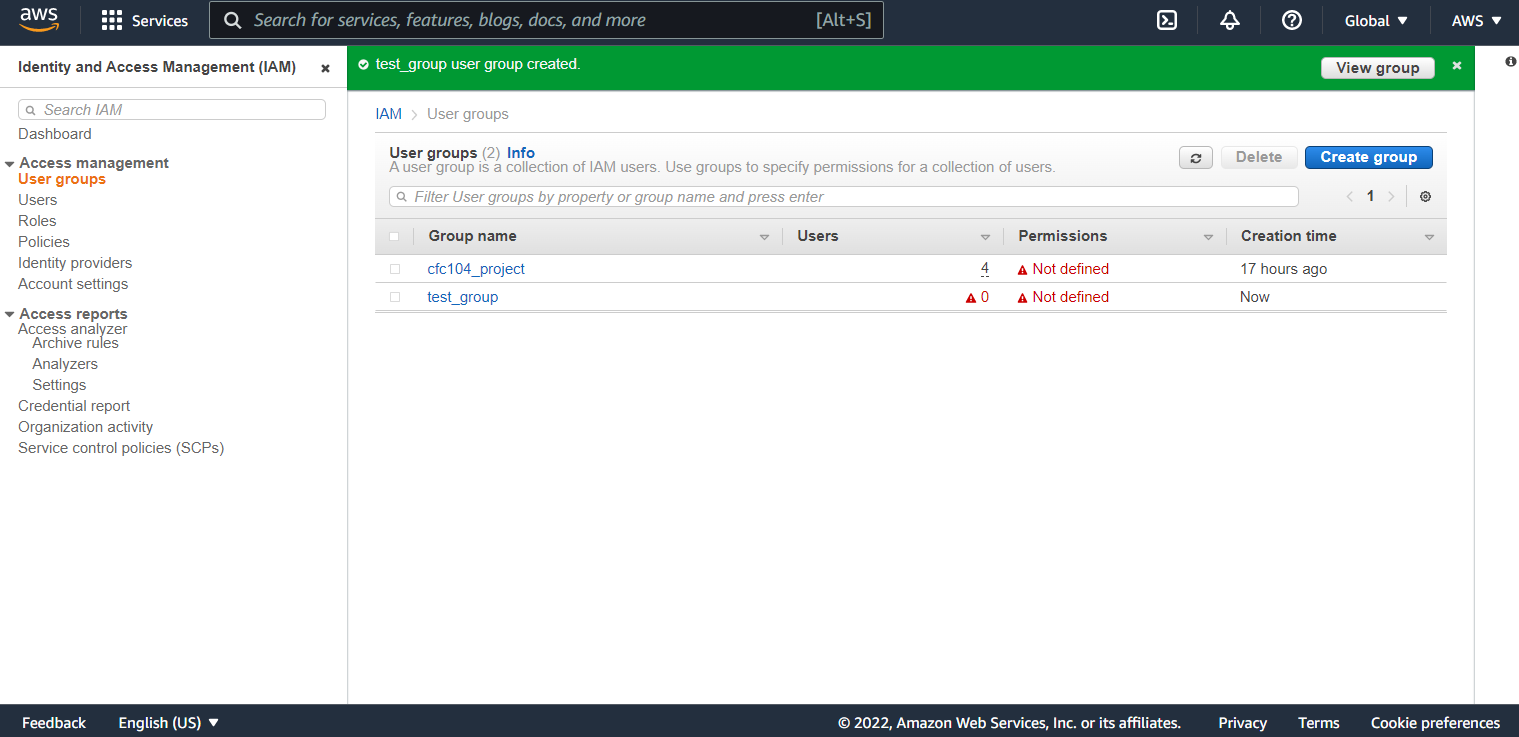 aws Services Search for services, features, blogs, docs, and more [Alt+S] Global AWS
Identity and Access Management (IAM)
Search IAM
Dashboard
Access management
User groups
Users
Roles
Policies
Identity providers
Account settings
Access reports
Access analyzer
Archive rules
Analyzers
Settings
Credential report
Organization activity
Service control policies (SCPs)
test_group user group created. View group
IAM User groups
User groups (2) Info
A user group is a collection of IAM users. Use groups to specify permissions for a collection of users.
Delete Create group
Filter User groups by property or group name and press enter 1
Group name Users Permissions Creation time
cfc104_project 4 Not defined 17 hours ago
test_group 0 Not defined Now
Feedback English (US) © 2022, Amazon Web Services, Inc. or its affiliates. Privacy Terms Cookie preferences